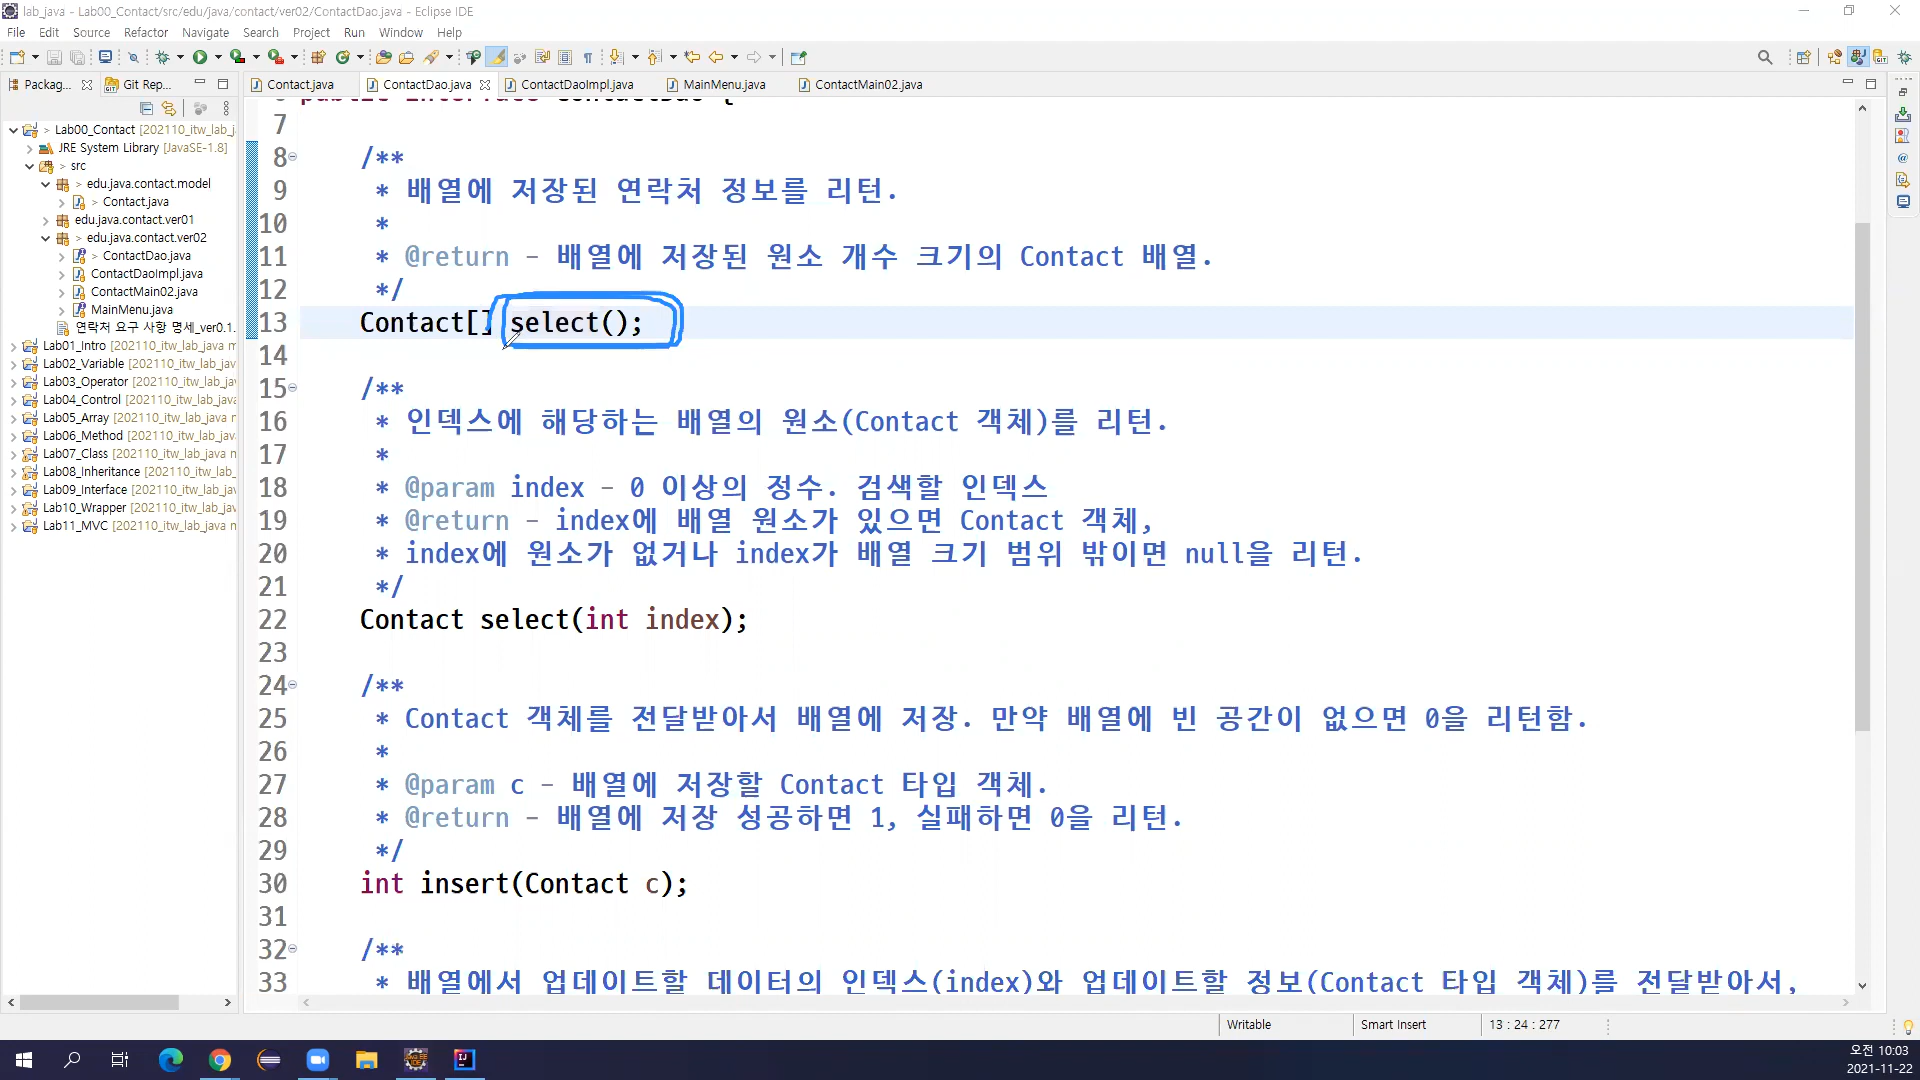 lab_java - Lab00_Contact/src/edu/java/contact/ver02/ContactDao.java - Eclipse IDE
File Edit Source Refactor Navigate Search Project Run Window Help
Packag... Git Rep... Contact.java ContactDao.java ContactDaoImpl.java MainMenu.java ContactMain02.java
> Lab00_Contact [202110_itw_lab_j
JRE System Library [JavaSE-1.8]
> src
> edu.java.contact.model
> Contact.java
edu.java.contact.ver01
> edu.java.contact.ver02
> ContactDao.java
ContactDaoImpl.java
ContactMain02.java
MainMenu.java
연락처 요구 사항 명세_ver0.1.
Lab01_Intro [202110_itw_lab_java m
Lab02_Variable [202110_itw_lab_jav
Lab03_Operator [202110_itw_lab_jav
Lab04_Control [202110_itw_lab_java
Lab05_Array [202110_itw_lab_java m
Lab06_Method [202110_itw_lab_java
Lab07_Class [202110_itw_lab_java m
Lab08_Inheritance [202110_itw_lab_
Lab09_Interface [202110_itw_lab_jav
Lab10_Wrapper [202110_itw_lab_jav
Lab11_MVC [202110_itw_lab_java m
6 public interface ContactDao {
7
8 /**
9 * 배열에 저장된 연락처 정보를 리턴.
10 *
11 * @return - 배열에 저장된 원소 개수 크기의 Contact 배열.
12 */
13 Contact[] select();
14
15 /**
16 * 인덱스에 해당하는 배열의 원소(Contact 객체)를 리턴.
17 *
18 * @param index - 0 이상의 정수. 검색할 인덱스
19 * @return - index에 배열 원소가 있으면 Contact 객체,
20 * index에 원소가 없거나 index가 배열 크기 범위 밖이면 null을 리턴.
21 */
22 Contact select(int index);
23
24 /**
25 * Contact 객체를 전달받아서 배열에 저장. 만약 배열에 빈 공간이 없으면 0을 리턴함.
26 *
27 * @param c - 배열에 저장할 Contact 타입 객체.
28 * @return - 배열에 저장 성공하면 1, 실패하면 0을 리턴.
29 */
30 int insert(Contact c);
31
32 /**
33 * 배열에서 업데이트할 데이터의 인덱스(index)와 업데이트할 정보(Contact 타입 객체)를 전달받아서,
Writable Smart Insert 13 : 24 : 277
오전 10:03
2021-11-22